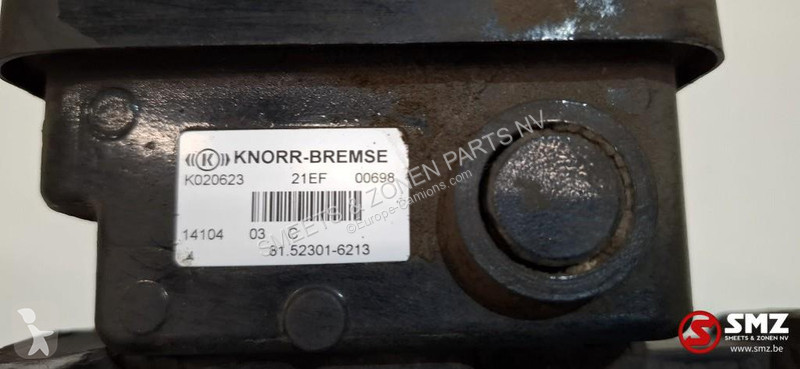 ((K)) KNORR-BREMSE
K020623 21EF 00698
14104 03 C
A 81.52301-6213
SMEETS & ZONEN PARTS NV
©Europe-Camions.com
SMZ
SMEETS & ZONEN NV
www.smz.be